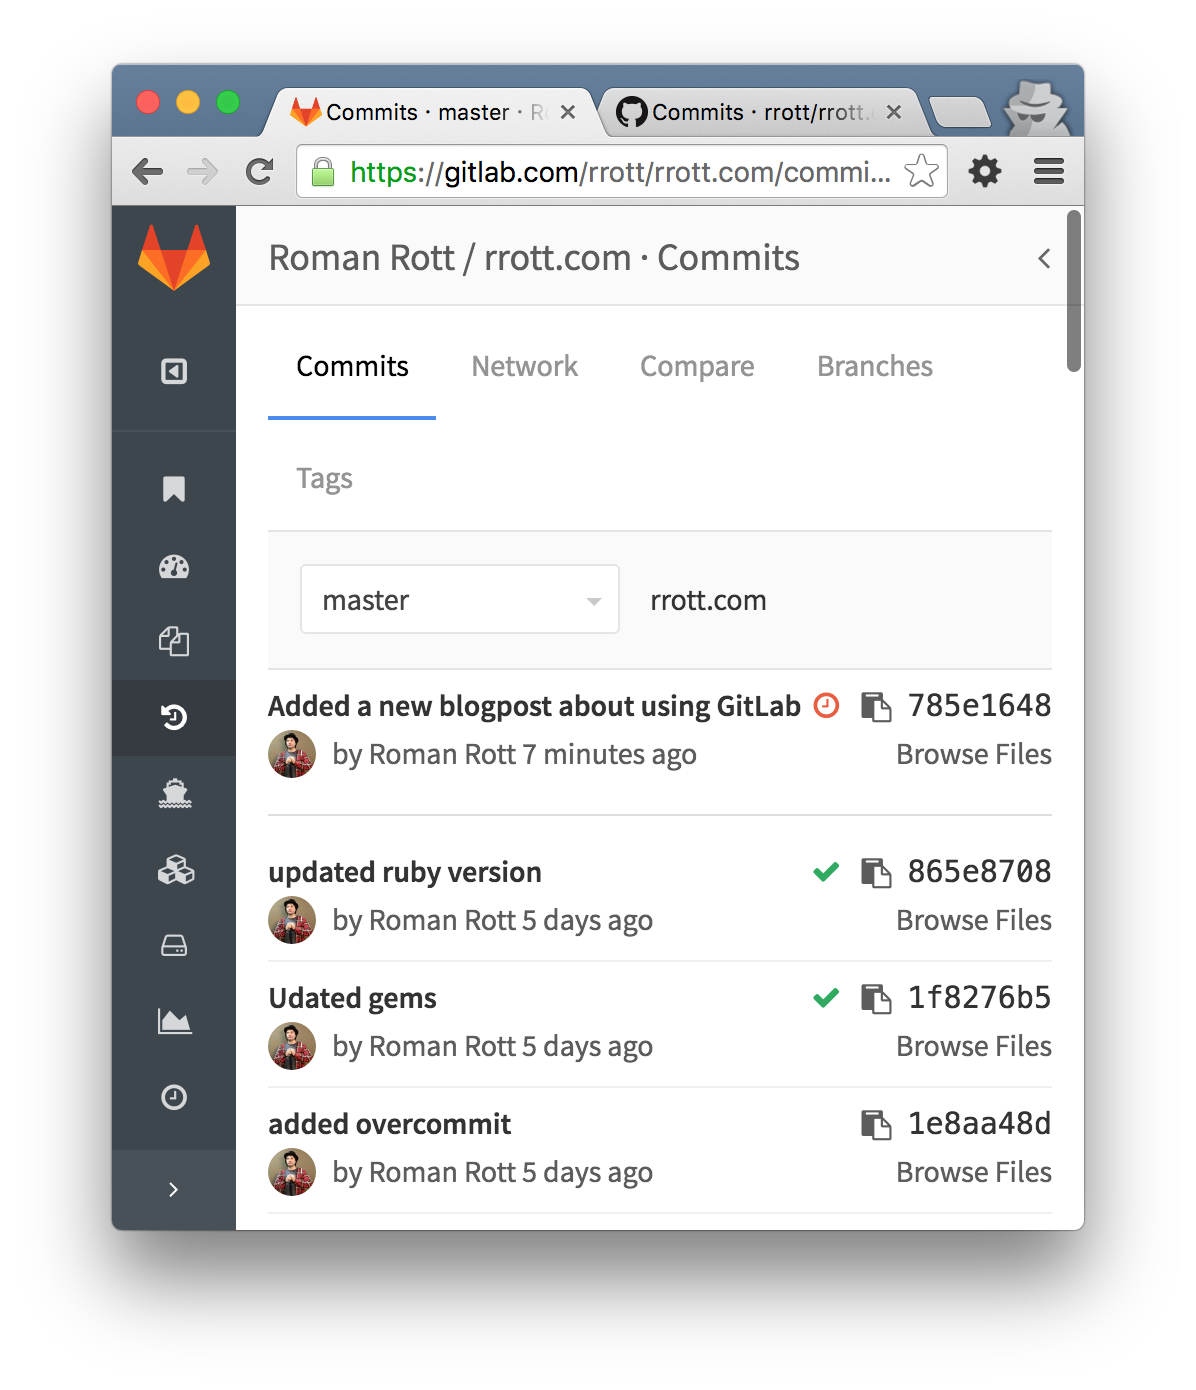 Commits · master · R
Commits · rrott/rrott.
https://gitlab.com/rrott/rrott.com/commi...
Roman Rott / rrott.com · Commits
Commits Network Compare Branches
Tags
master rrott.com
Added a new blogpost about using GitLab 785e1648
by Roman Rott 7 minutes ago Browse Files
updated ruby version 865e8708
by Roman Rott 5 days ago Browse Files
Udated gems 1f8276b5
by Roman Rott 5 days ago Browse Files
added overcommit 1e8aa48d
by Roman Rott 5 days ago Browse Files